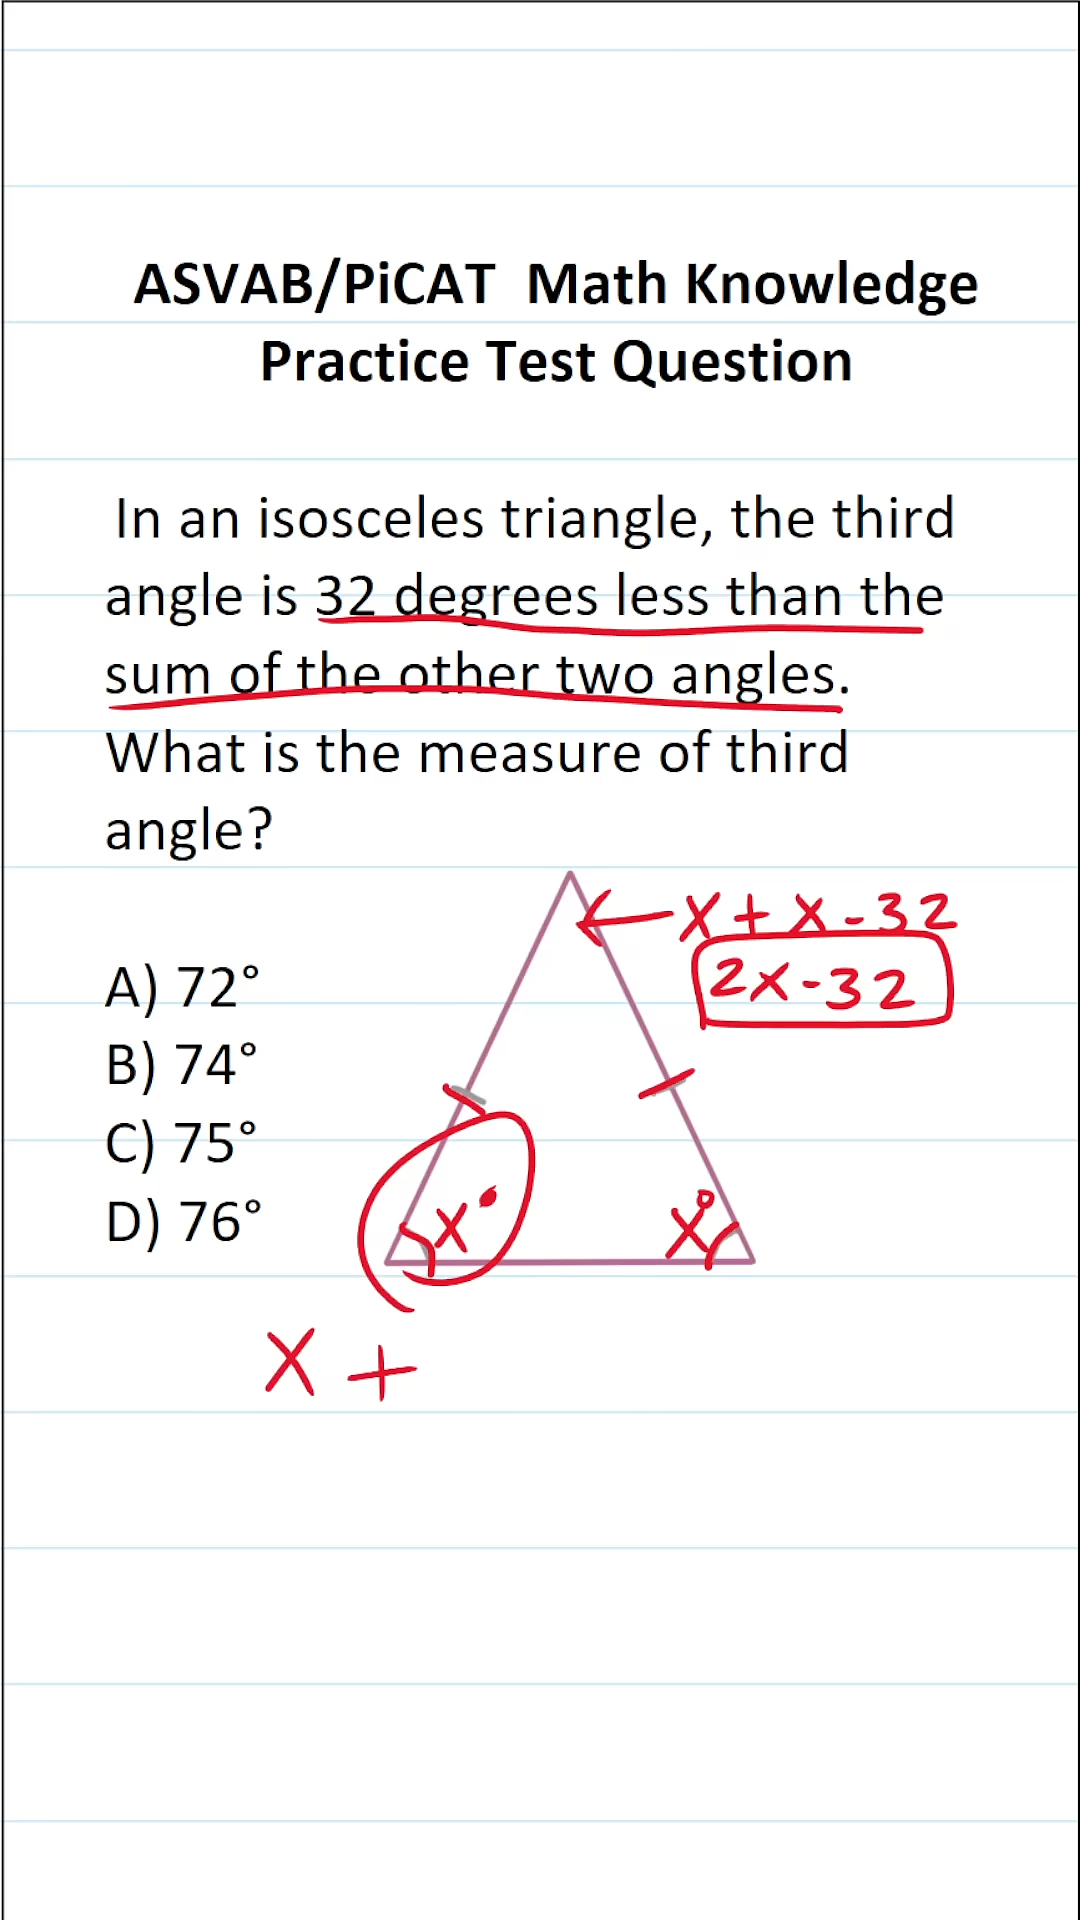 ASVAB/PiCAT Math Knowledge
Practice Test Question
In an isosceles triangle, the third
angle is 32 degrees less than the
sum of the other two angles.
What is the measure of third
angle?
x + x - 32
2x - 32
A) 72°
B) 74°
C) 75°
D) 76°
x° x°
x +